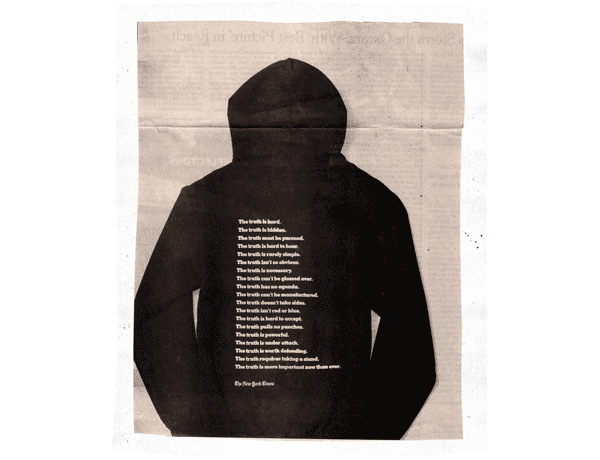 The truth is hard.
The truth is hidden.
The truth must be pursued.
The truth is hard to hear.
The truth is rarely simple.
The truth isn't so obvious.
The truth is necessary.
The truth can't be glossed over.
The truth has no agenda.
The truth can't be manufactured.
The truth doesn't take sides.
The truth isn't red or blue.
The truth is hard to accept.
The truth pulls no punches.
The truth is powerful.
The truth is under attack.
The truth is worth defending.
The truth requires taking a stand.
The truth is more important now than ever.
The New York Times